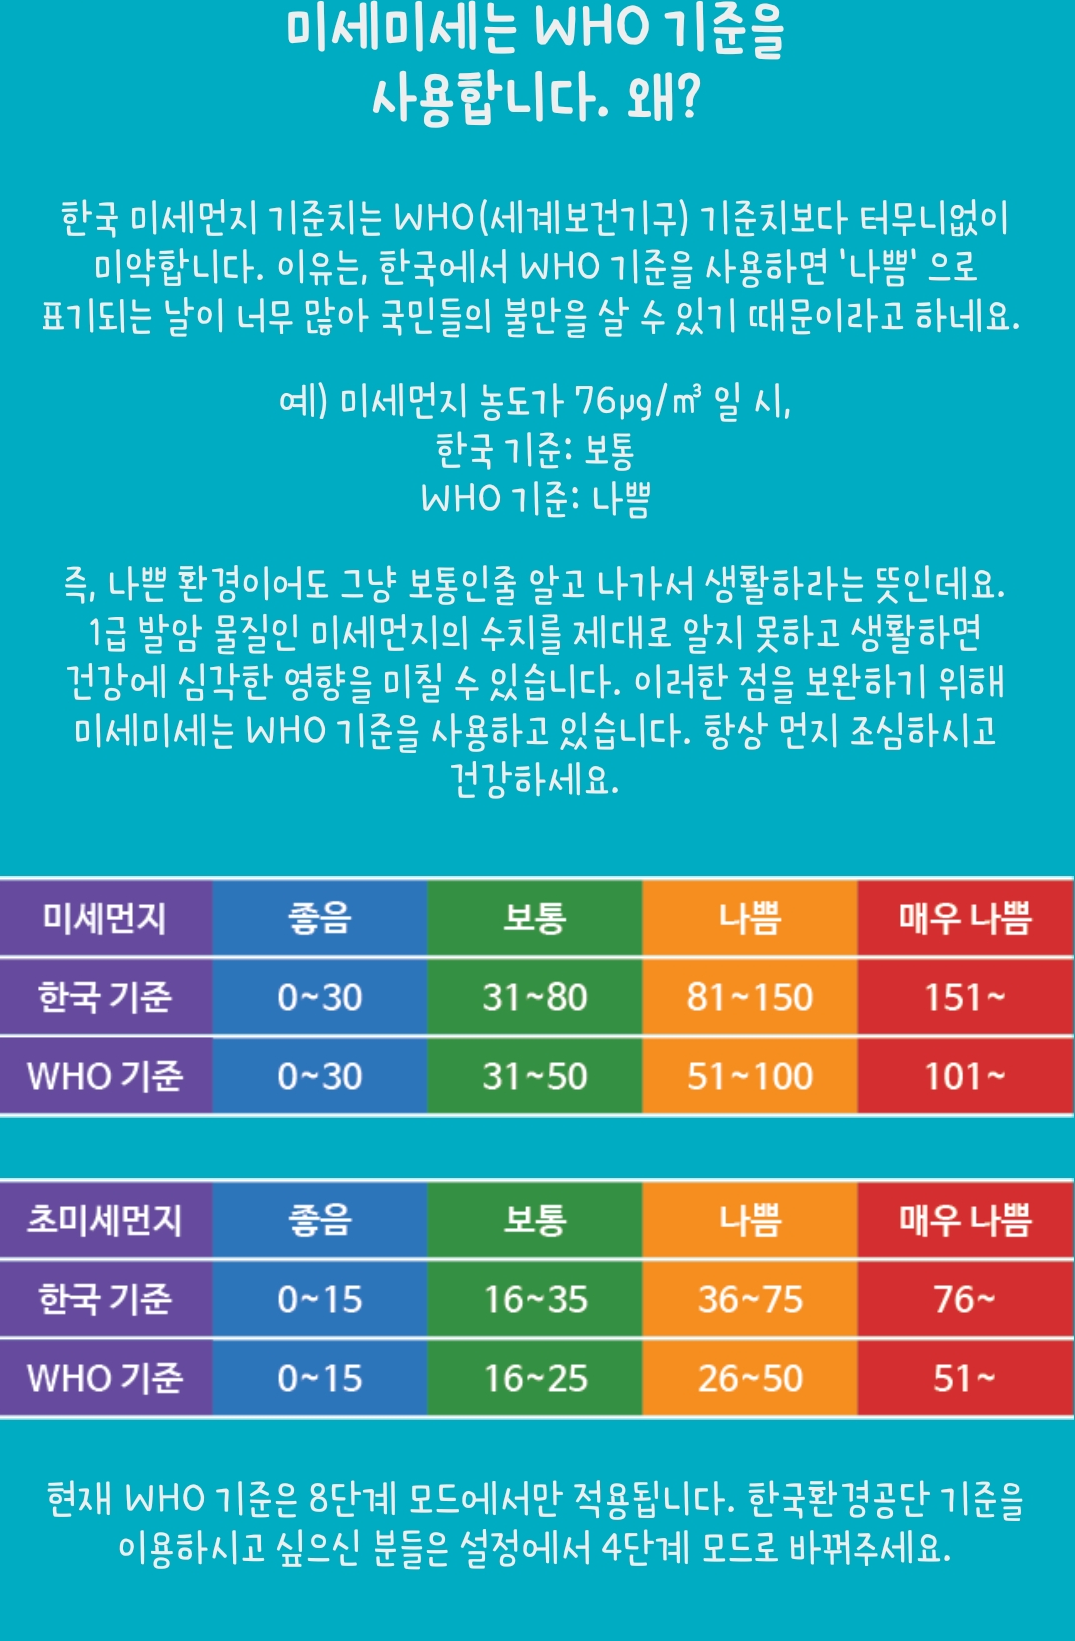 미세미세는 WHO 기준을
사용합니다. 왜?
한국 미세먼지 기준치는 WHO(세계보건기구) 기준치보다 터무니없이
미약합니다. 이유는, 한국에서 WHO 기준을 사용하면 '나쁨' 으로
표기되는 날이 너무 많아 국민들의 불만을 살 수 있기 때문이라고 하네요.
예) 미세먼지 농도가 76μg/㎥ 일 시,
한국 기준: 보통
WHO 기준: 나쁨
즉, 나쁜 환경이어도 그냥 보통인줄 알고 나가서 생활하라는 뜻인데요.
1급 발암 물질인 미세먼지의 수치를 제대로 알지 못하고 생활하면
건강에 심각한 영향을 미칠 수 있습니다. 이러한 점을 보완하기 위해
미세미세는 WHO 기준을 사용하고 있습니다. 항상 먼지 조심하시고
건강하세요.
미세먼지 좋음 보통 나쁨 매우 나쁨
한국 기준 0~30 31~80 81~150 151~
WHO 기준 0~30 31~50 51~100 101~
초미세먼지 좋음 보통 나쁨 매우 나쁨
한국 기준 0~15 16~35 36~75 76~
WHO 기준 0~15 16~25 26~50 51~
현재 WHO 기준은 8단계 모드에서만 적용됩니다. 한국환경공단 기준을
이용하시고 싶으신 분들은 설정에서 4단계 모드로 바꿔주세요.